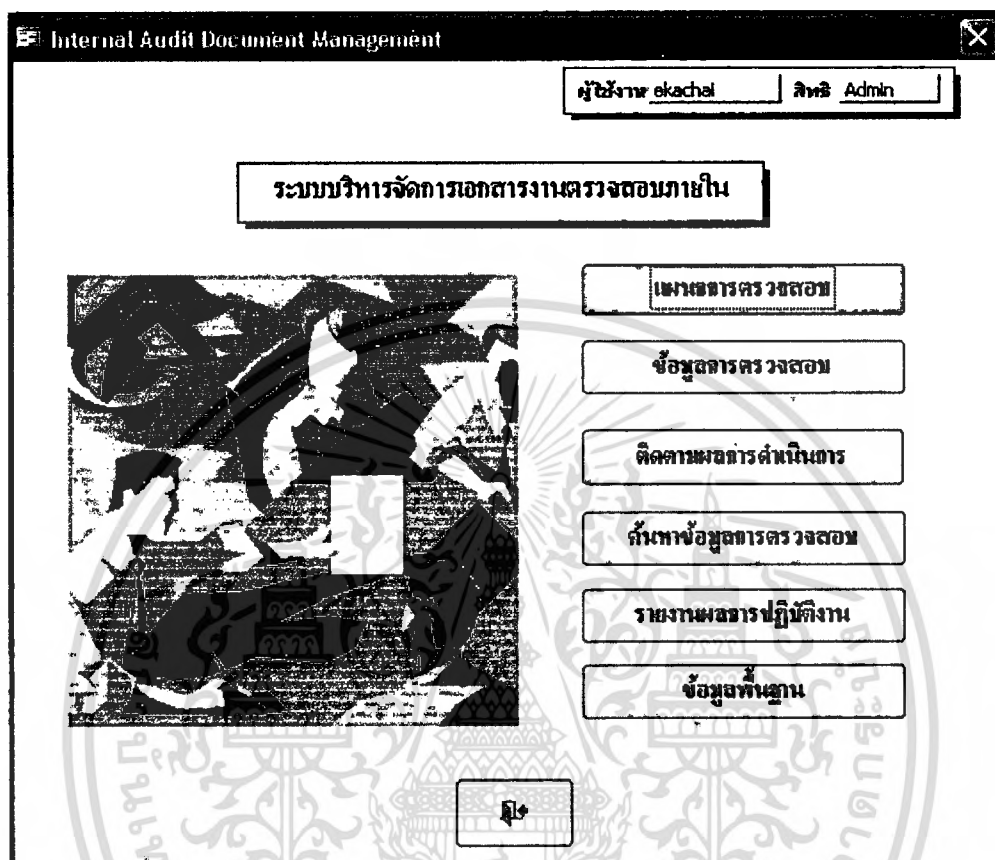 Internal Audit Document Management
ผู้ใช้งาน ekachai สิทธิ Admin
ระบบบริหารจัดการเอกสารงานตรวจสอบภายใน
แผนการตรวจสอบ
ข้อมูลการตรวจสอบ
ติดตามผลการดำเนินการ
ค้นหาข้อมูลการตรวจสอบ
รายงานผลการปฏิบัติงาน
ข้อมูลพื้นฐาน